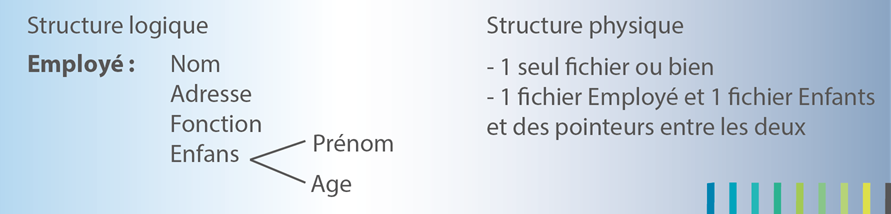 Structure logique
Employé : Nom
Adresse
Fonction
Enfans
Prénom
Age
Structure physique
- 1 seul fichier ou bien
- 1 fichier Employé et 1 fichier Enfants
et des pointeurs entre les deux